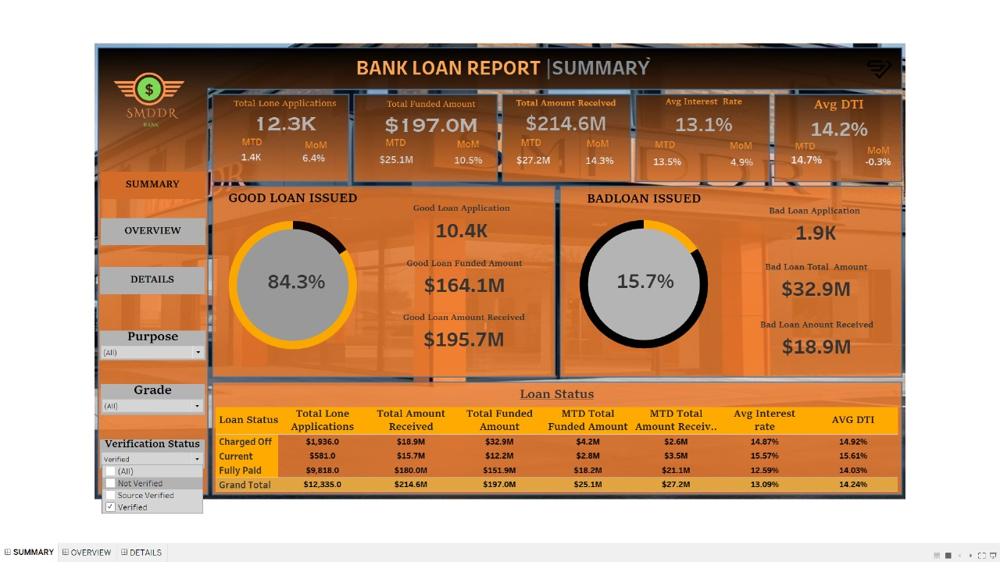 BANK LOAN REPORT |SUMMARY
$
SMDDR
BANK
Total Lone Applications
12.3K
MTD MoM
1.4K 6.4%
Total Funded Amount
$197.0M
MTD MoM
$25.1M 10.5%
Total Amount Received
$214.6M
MTD MoM
$27.2M 14.3%
Avg Interest Rate
13.1%
MTD MoM
13.5% 4.9%
Avg DTI
14.2%
MTD MoM
14.7% -0.3%
SUMMARY
OVERVIEW
DETAILS
Purpose
(All)
Grade
(All)
Verification Status
Verified
(All)
Not Verified
Source Verified
Verified
GOOD LOAN ISSUED
84.3%
Good Loan Application
10.4K
Good Loan Funded Amount
$164.1M
Good Loan Amount Received
$195.7M
BADLOAN ISSUED
15.7%
Bad Loan Application
1.9K
Bad Loan Total Amount
$32.9M
Bad Loan Anount Received
$18.9M
Loan Status
Loan Status Total Lone Applications Total Amount Received Total Funded Amount MTD Total Funded Amount MTD Total Amount Receiv.. Avg Interest rate AVG DTI
Charged Off $1,936.0 $18.9M $32.9M $4.2M $2.6M 14.87% 14.92%
Current $581.0 $15.7M $12.2M $2.8M $3.5M 15.57% 15.61%
Fully Paid $9,818.0 $180.0M $151.9M $18.2M $21.1M 12.59% 14.03%
Grand Total $12,335.0 $214.6M $197.0M $25.1M $27.2M 13.09% 14.24%
SUMMARY OVERVIEW DETAILS